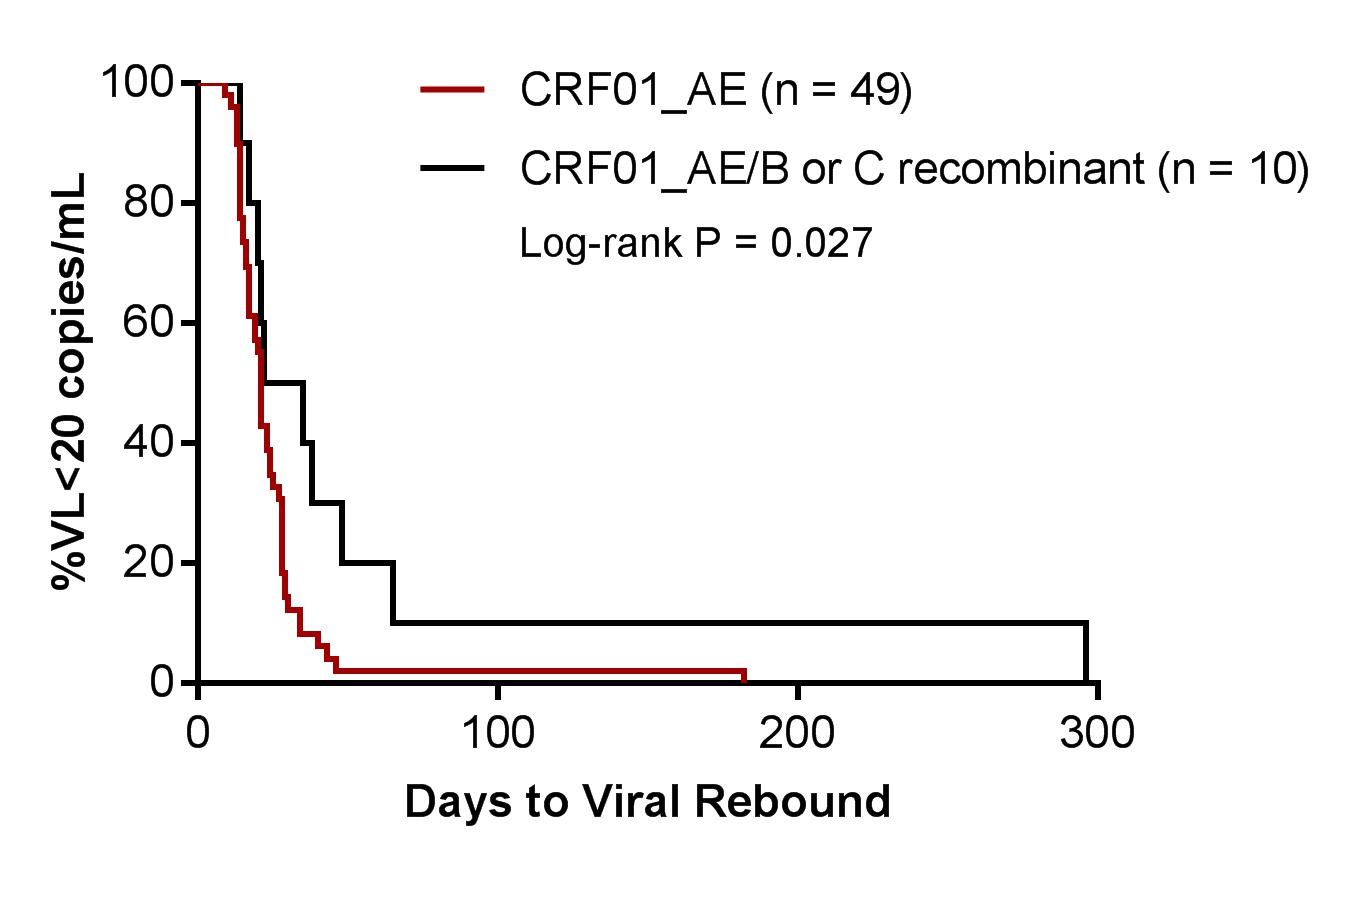 CRF01_AE (n = 49)
CRF01_AE/B or C recombinant (n = 10)
Log-rank P = 0.027
%VL<20 copies/mL
100
80
60
40
20
0
0 100 200 300
Days to Viral Rebound